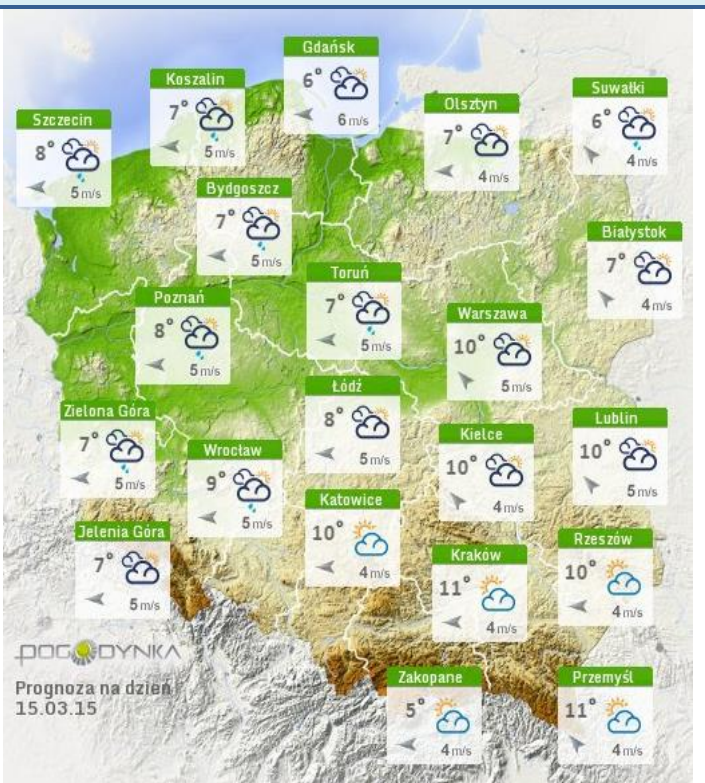 Gdańsk
6°
6 m/s
Koszalin
7°
5 m/s
Suwałki
6°
4 m/s
Olsztyn
7°
4 m/s
Szczecin
8°
5 m/s
Bydgoszcz
7°
5 m/s
Białystok
7°
4 m/s
Toruń
7°
5 m/s
Poznań
8°
5 m/s
Warszawa
10°
5 m/s
Łódź
8°
5 m/s
Zielona Góra
7°
5 m/s
Lublin
10°
5 m/s
Kielce
10°
4 m/s
Wrocław
9°
5 m/s
Katowice
10°
4 m/s
Jelenia Góra
7°
5 m/s
Rzeszów
10°
4 m/s
Kraków
11°
4 m/s
POGODYNKA
Prognoza na dzień
15.03.15
Zakopane
5°
4 m/s
Przemyśl
11°
4 m/s